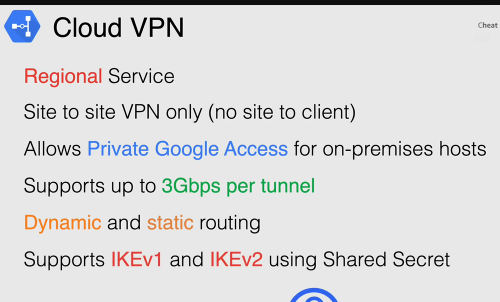 Cloud VPN
Cheat
Regional Service
Site to site VPN only (no site to client)
Allows Private Google Access for on-premises hosts
Supports up to 3Gbps per tunnel
Dynamic and static routing
Supports IKEv1 and IKEv2 using Shared Secret